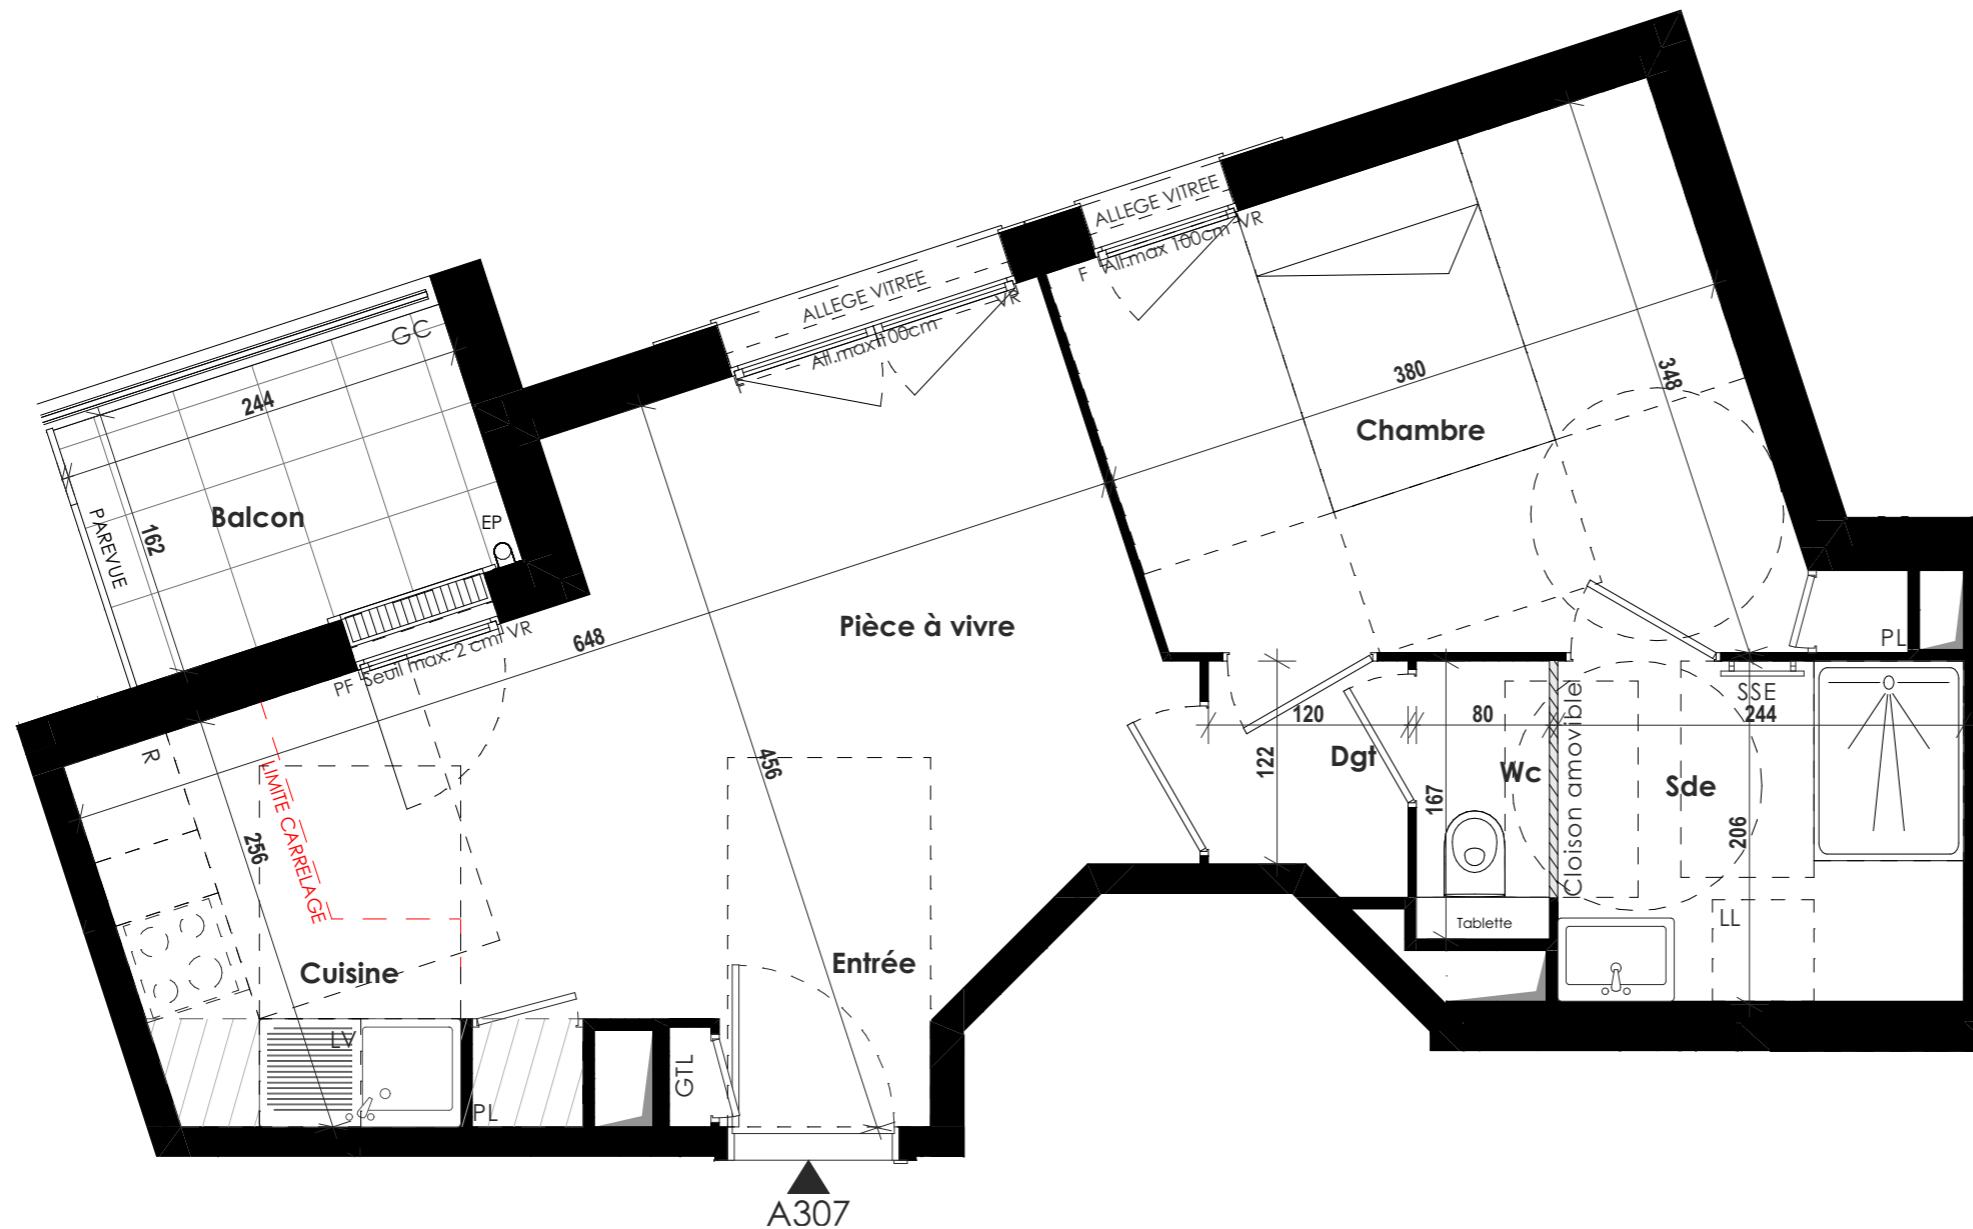 ALLEGE VITREE
All.max 100cm VR
F
ALLEGE VITREE
VR
All.max 100cm
F
GC
244
380
348
Chambre
Balcon
EP
PAREVUE
162
Pièce à vivre
648
PF Seuil max. 2 cm VR
PL
SSE
R
120
80
244
Dgt
122
Wc
Cloison amovible
Sde
456
LIMITE CARRELAGE
256
167
206
Tablette
LL
Cuisine
Entrée
LV
GTL
PL
A307